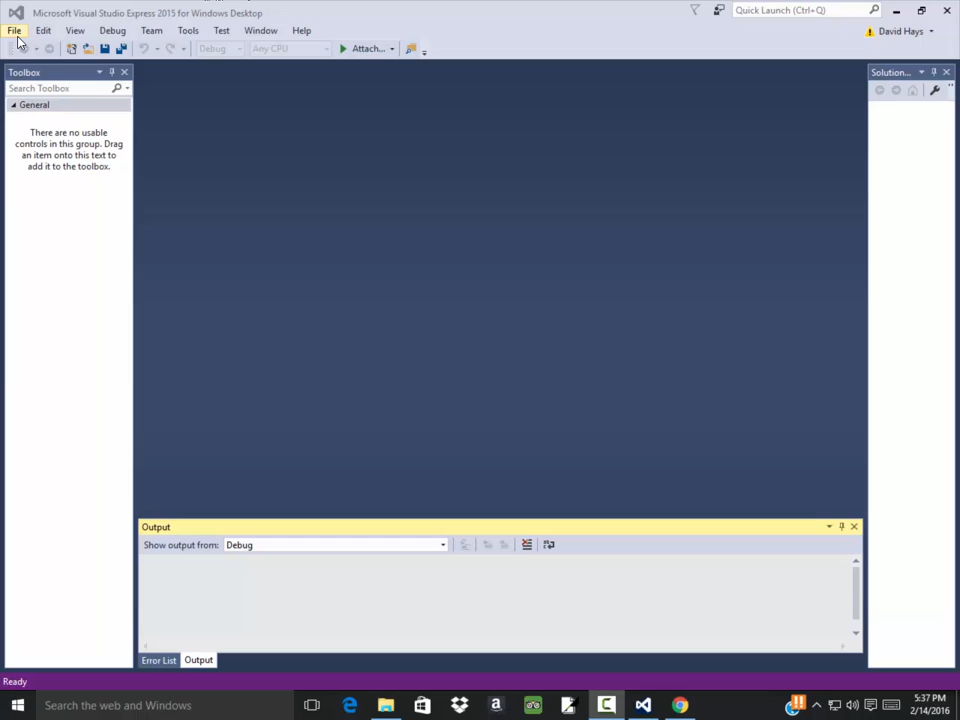 Microsoft Visual Studio Express 2015 for Windows Desktop
Quick Launch (Ctrl+Q)
File Edit View Debug Team Tools Test Window Help
David Hays
Debug Any CPU Attach...
Toolbox
Solution...
Search Toolbox
General
There are no usable
controls in this group. Drag
an item onto this text to
add it to the toolbox.
Output
Show output from: Debug
Error List Output
Ready
Search the web and Windows
5:37 PM
2/14/2016